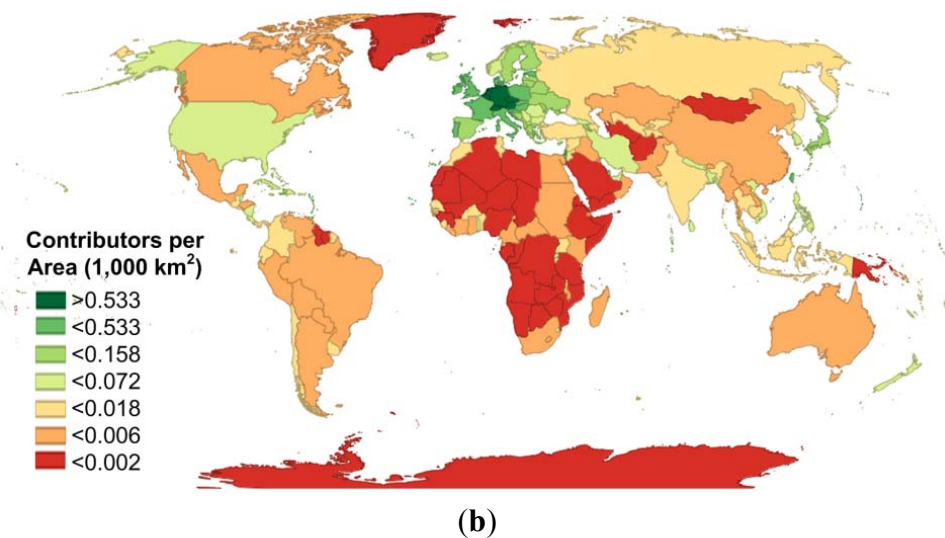 Contributors per
Area (1,000 km²)
>0.533
<0.533
<0.158
<0.072
<0.018
<0.006
<0.002
(b)